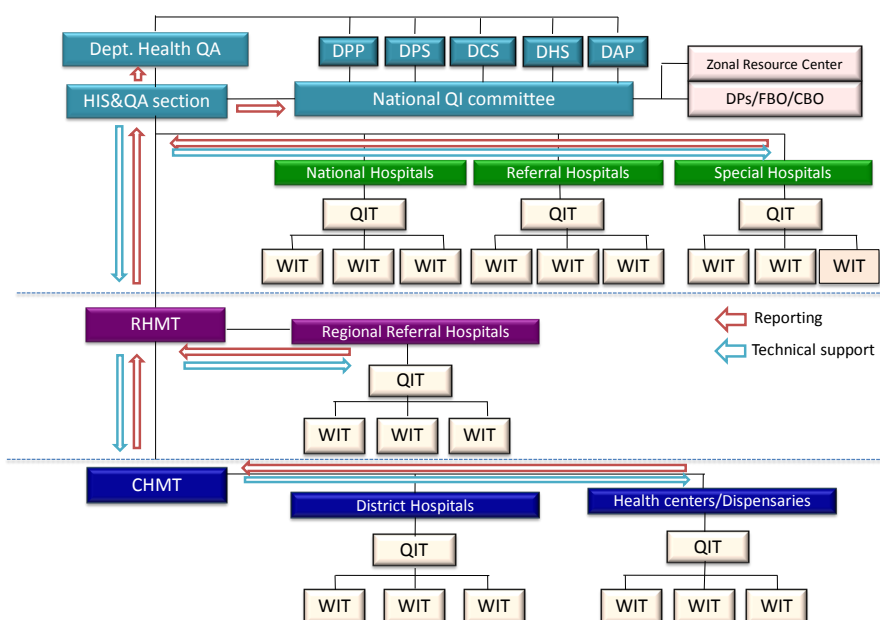 Dept. Health QA
DPP
DPS
DCS
DHS
DAP
Zonal Resource Center
HIS&QA section
National QI committee
DPs/FBO/CBO
National Hospitals
Referral Hospitals
Special Hospitals
QIT
QIT
QIT
WIT
WIT
WIT
WIT
WIT
WIT
WIT
WIT
WIT
RHMT
Regional Referral Hospitals
Reporting
Technical support
QIT
WIT
WIT
WIT
CHMT
District Hospitals
Health centers/Dispensaries
QIT
QIT
WIT
WIT
WIT
WIT
WIT
WIT